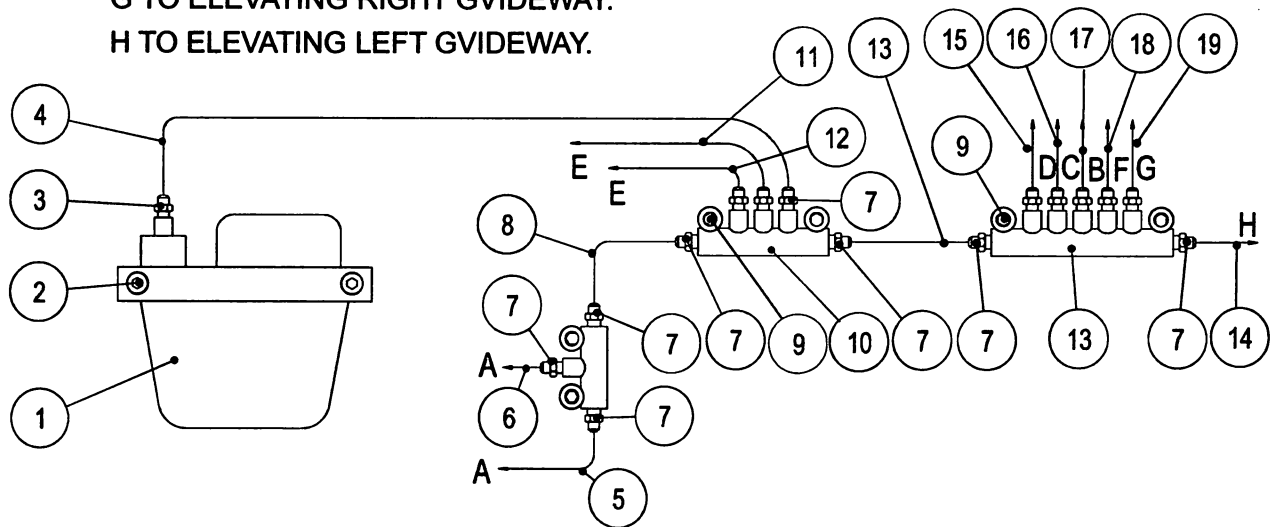 G TO ELEVATING RIGHT GVIDEWAY.
H TO ELEVATING LEFT GVIDEWAY.
11 13 15 16 17 18 19
4
12
9
E
D C B F G
3
E
7
8
H
2
7
7 7 9 10 7 7 13 7 14
A
1
6
7
A
5